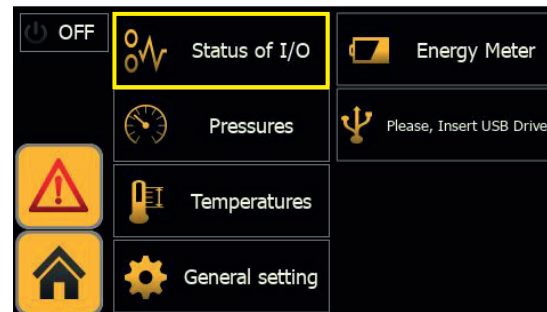 OFF
Status of I/O
Energy Meter
Pressures
Please, Insert USB Drive
Temperatures
General setting